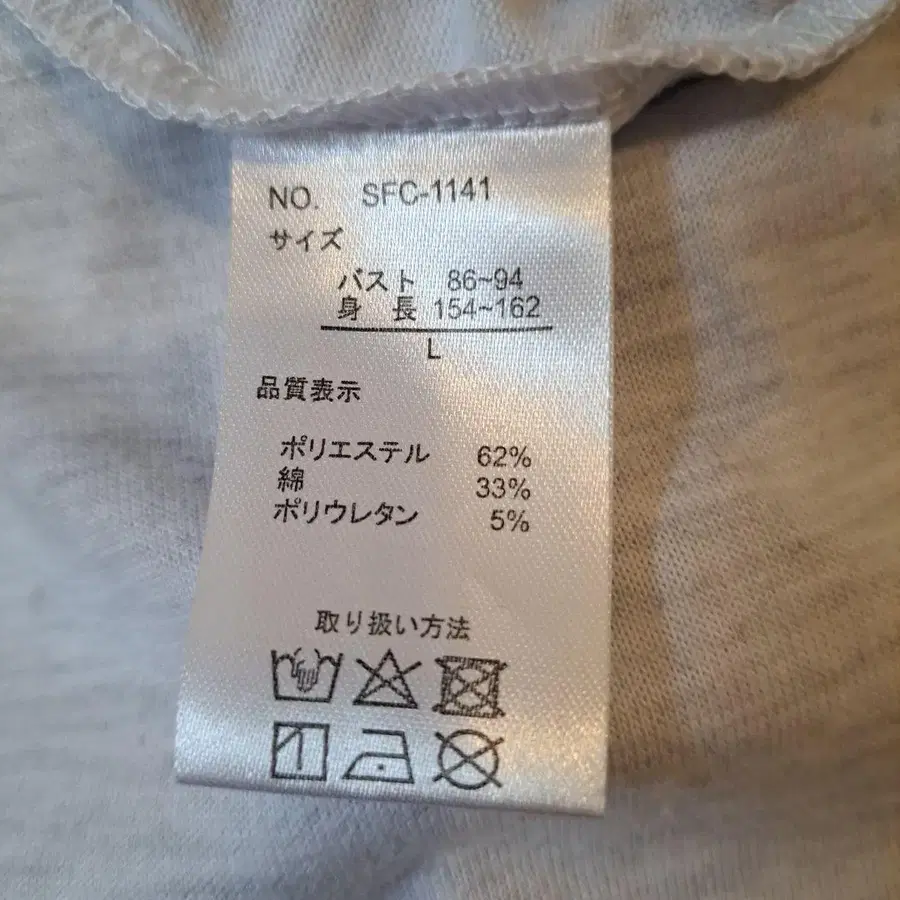 NO. SFC-1141
サイズ
バスト 86~94
身 長 154~162
L
品質表示
ポリエステル 62%
綿 33%
ポリウレタン 5%
取り扱い方法